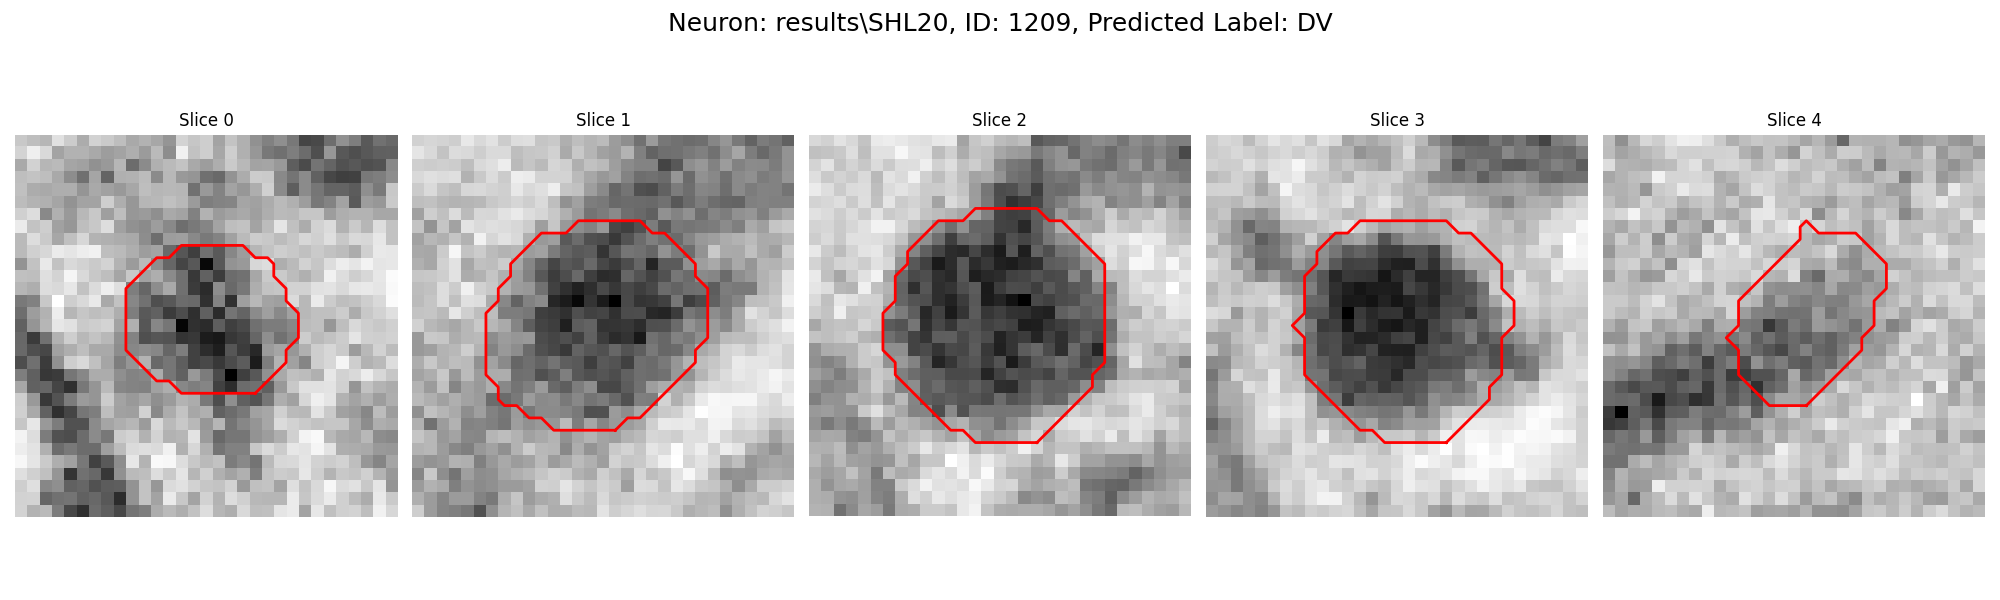 Neuron: results\SHL20, ID: 1209, Predicted Label: DV
Slice 0
Slice 1
Slice 2
Slice 3
Slice 4